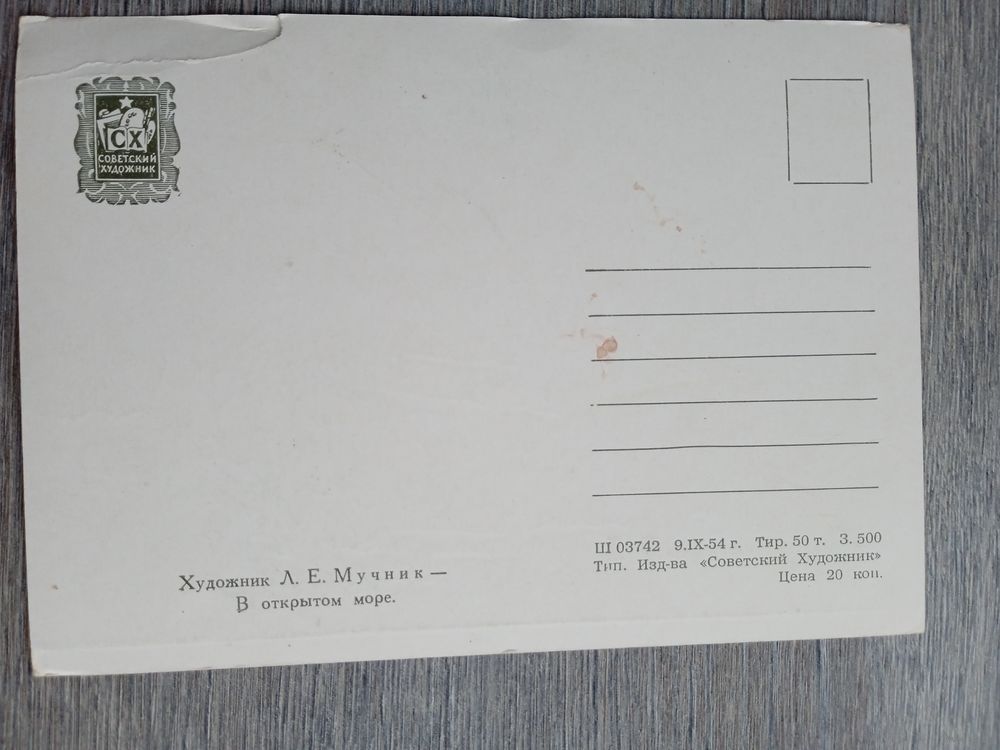 СХ
СОВЕТСКИЙ
ХУДОЖНИК
Художник Л. Е. Мучник —
В открытом море.
Ш 03742 9.IX-54 г. Тир. 50 т. З. 500
Тип. Изд-ва «Советский Художник»
Цена 20 коп.